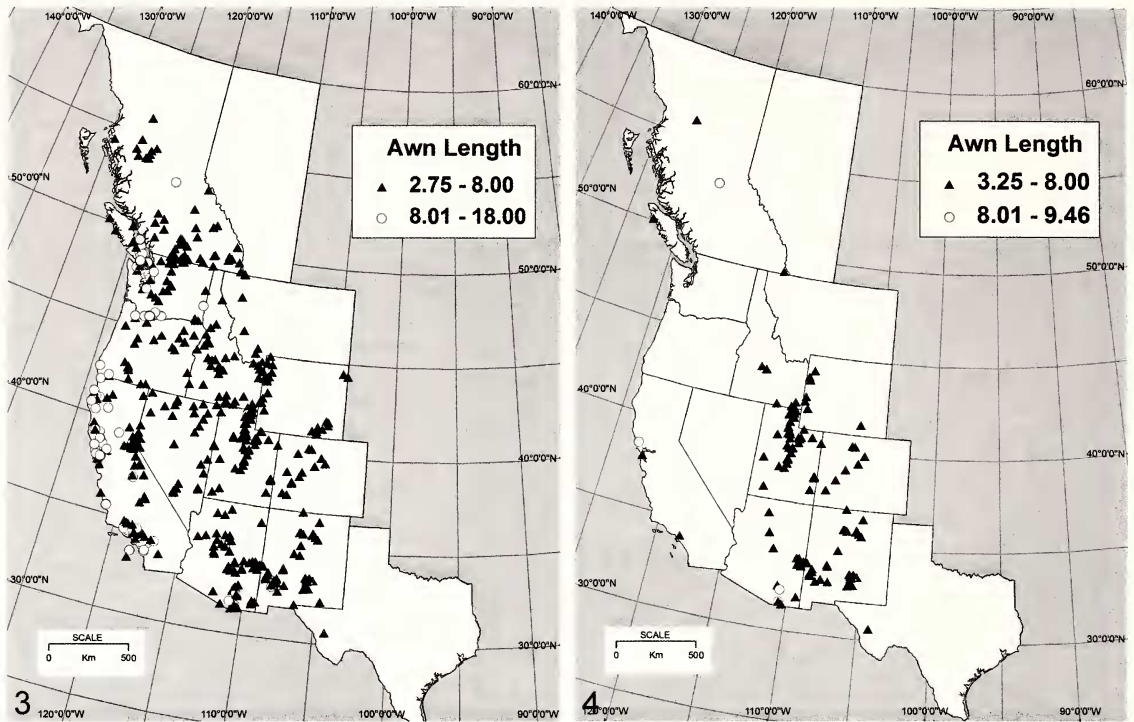 140°0'0"W 130°0'0"W 120°0'0"W 110°0'0"W 100°0'0"W 90°0'0"W
60°0'0"N
Awn Length
2.75 - 8.00
8.01 - 18.00
50°0'0"N
50°0'0"N
40°0'0"N
40°0'0"N
30°0'0"N
SCALE
0 Km 500
30°0'0"N
3
120°0'0"W 110°0'0"W 100°0'0"W 90°0'0"W
140°0'0"W 130°0'0"W 120°0'0"W 110°0'0"W 100°0'0"W 90°0'0"W
60°0'0"N
Awn Length
3.25 - 8.00
8.01 - 9.46
50°0'0"N
50°0'0"N
40°0'0"N
40°0'0"N
30°0'0"N
SCALE
0 Km 500
30°0'0"N
4
120°0'0"W 110°0'0"W 100°0'0"W 90°0'0"W